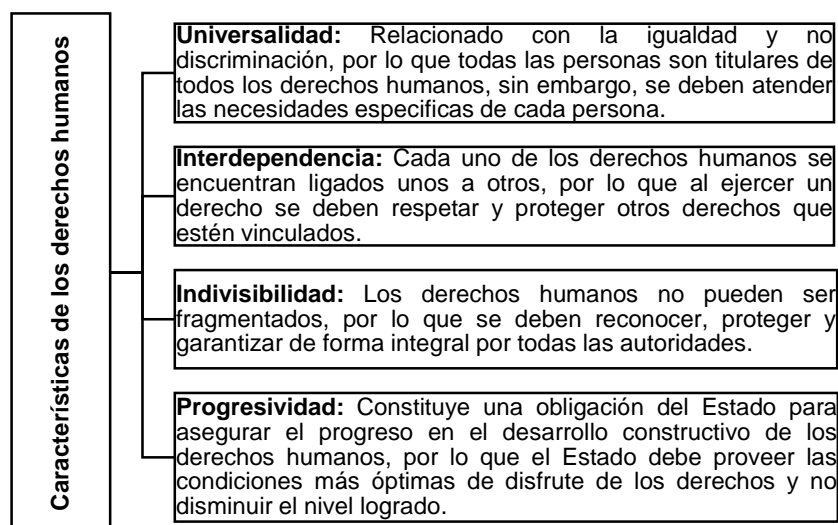 Características de los derechos humanos
Universalidad: Relacionado con la igualdad y no
discriminación, por lo que todas las personas son titulares de
todos los derechos humanos, sin embargo, se deben atender
las necesidades especificas de cada persona.
Interdependencia: Cada uno de los derechos humanos se
encuentran ligados unos a otros, por lo que al ejercer un
derecho se deben respetar y proteger otros derechos que
estén vinculados.
Indivisibilidad: Los derechos humanos no pueden ser
fragmentados, por lo que se deben reconocer, proteger y
garantizar de forma integral por todas las autoridades.
Progresividad: Constituye una obligación del Estado para
asegurar el progreso en el desarrollo constructivo de los
derechos humanos, por lo que el Estado debe proveer las
condiciones más óptimas de disfrute de los derechos y no
disminuir el nivel logrado.